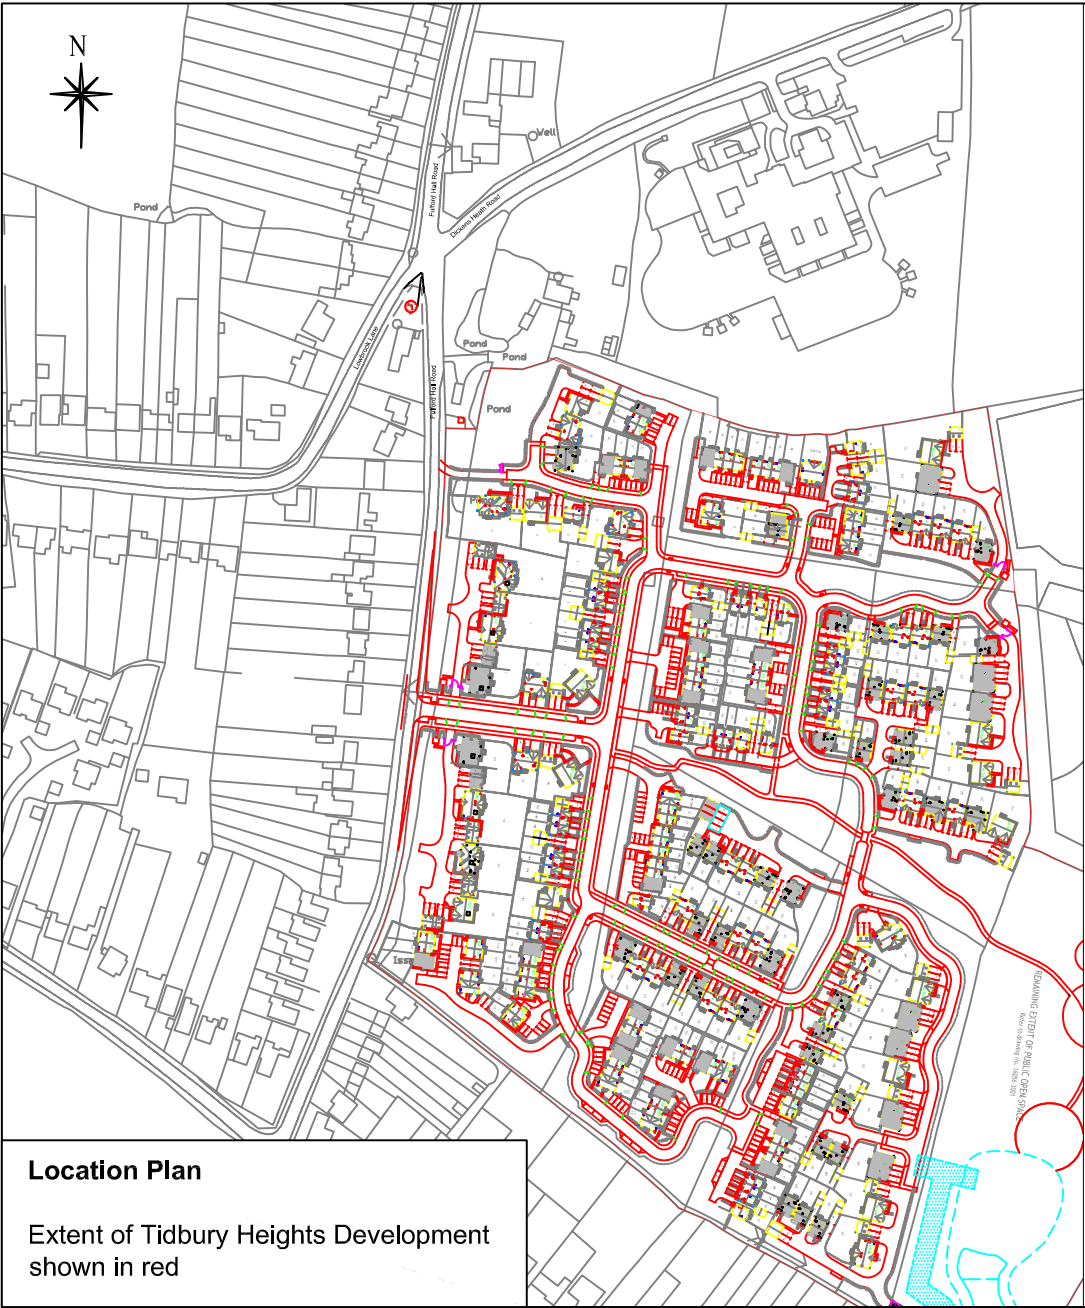 N
Well
Fulford Hall Road
Pond
Dickens Heath Road
Lowbrook Lane
Pond
Pond
Fulford Hall Road
Pond
REMAINING EXTENT OF PUBLIC OPEN SPACE
Location Plan
Extent of Tidbury Heights Development
shown in red